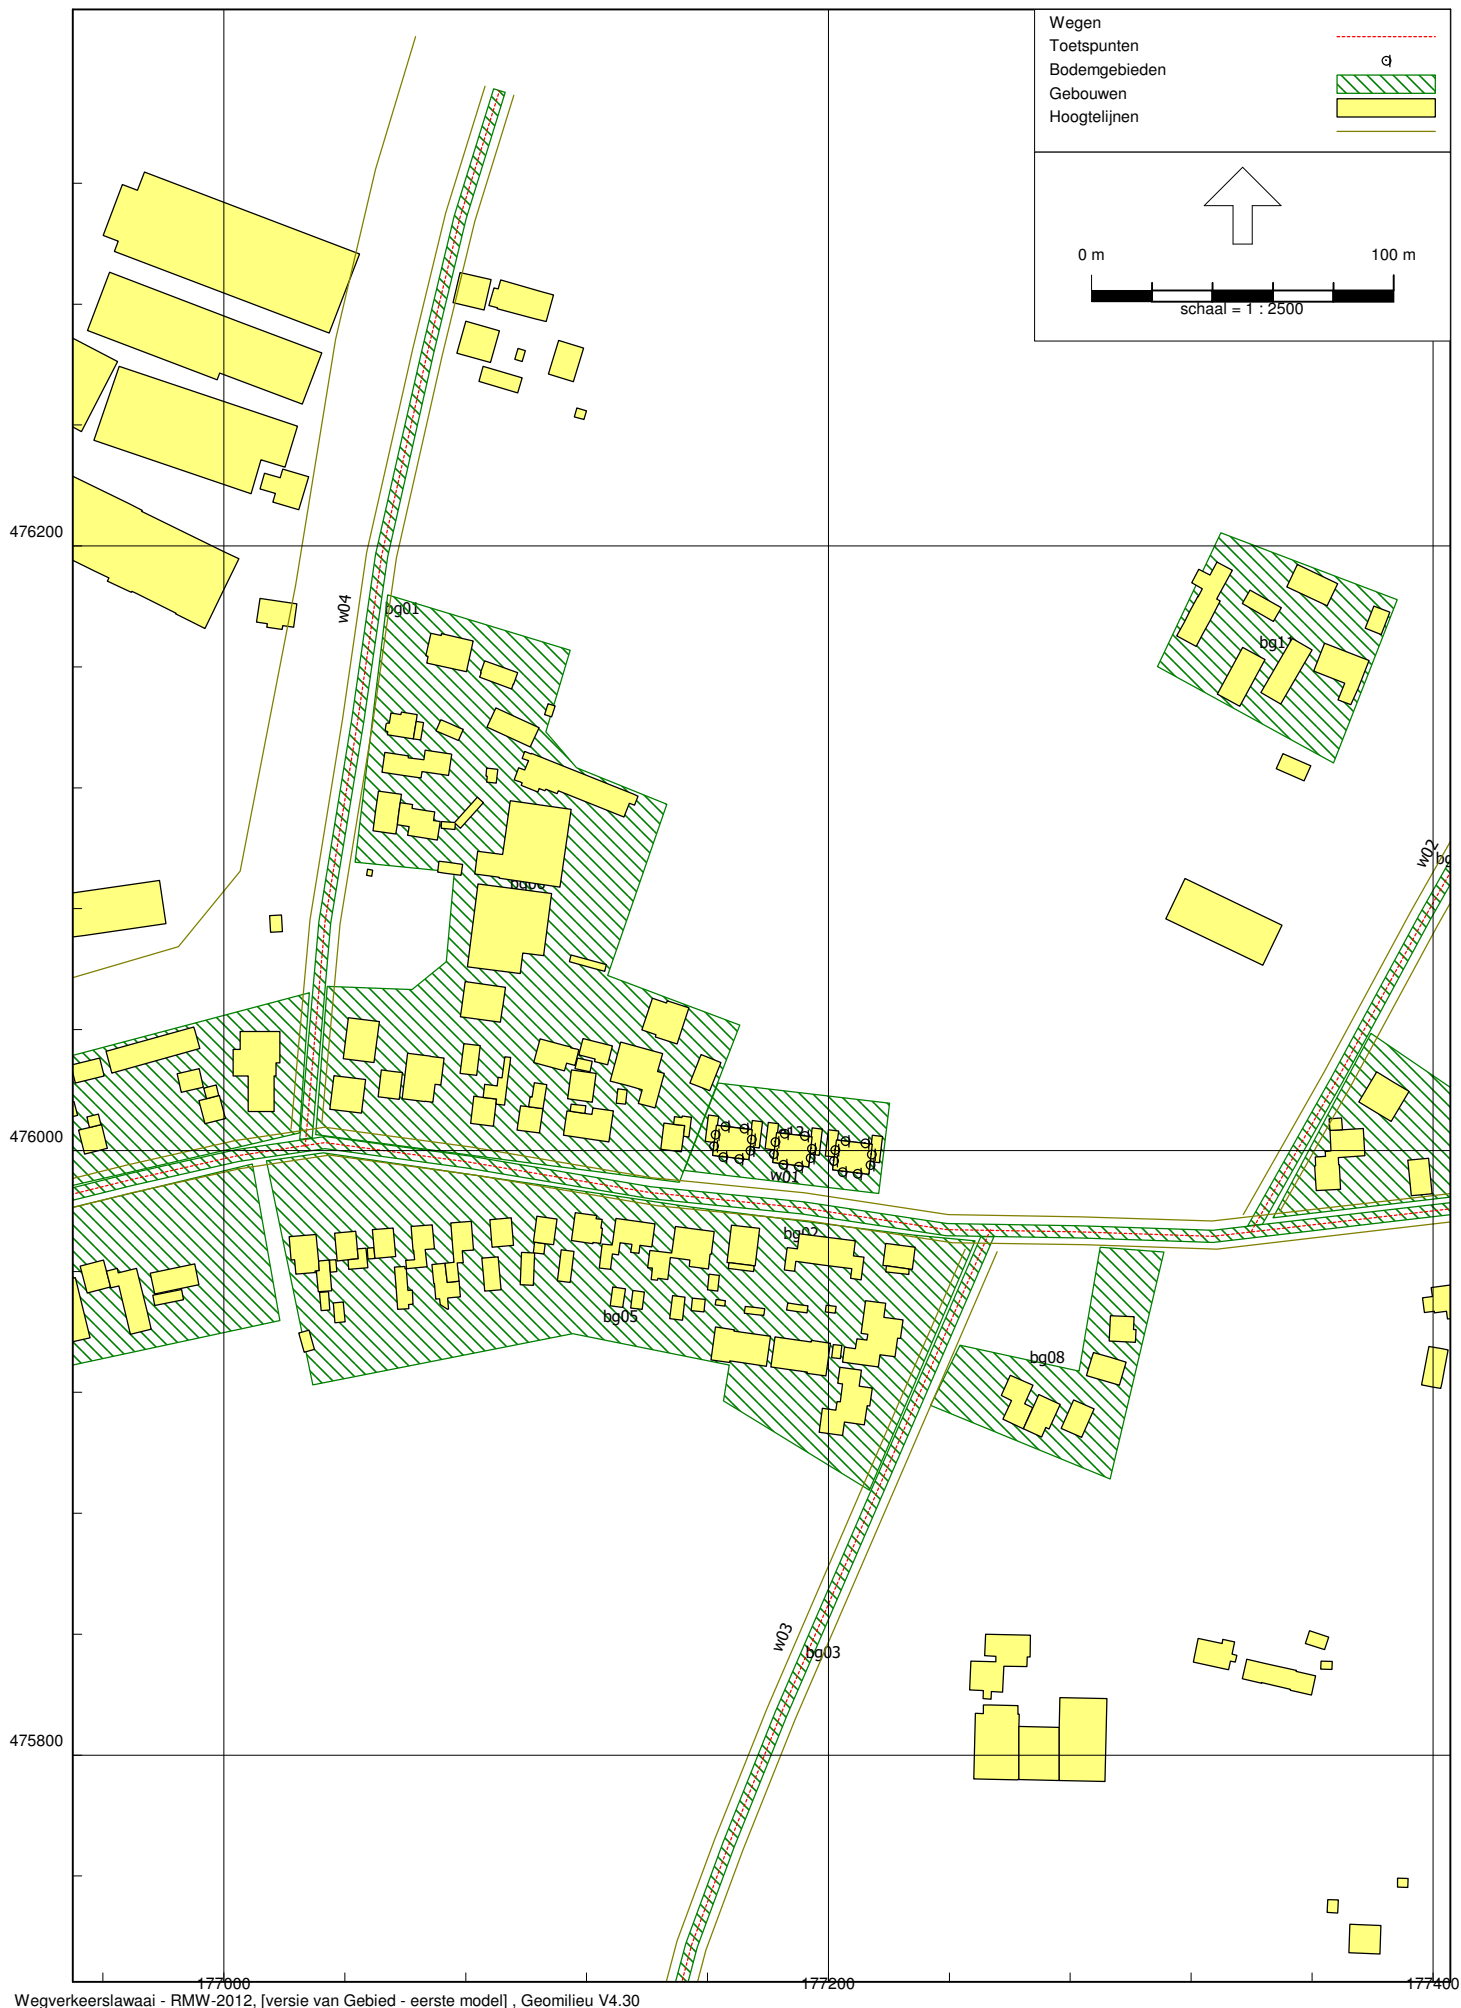 Wegen
Toetspunten
Bodemgebieden
Gebouwen
Hoogtelijnen
0 m 100 m
schaal = 1 : 2500
476200
w04
bg01
w02
476000
w01
bg02
bg05
bg08
w03
bg03
475800
177000 177200 177400
Wegverkeerslawaai - RMW-2012, [versie van Gebied - eerste model] , Geomilieu V4.30